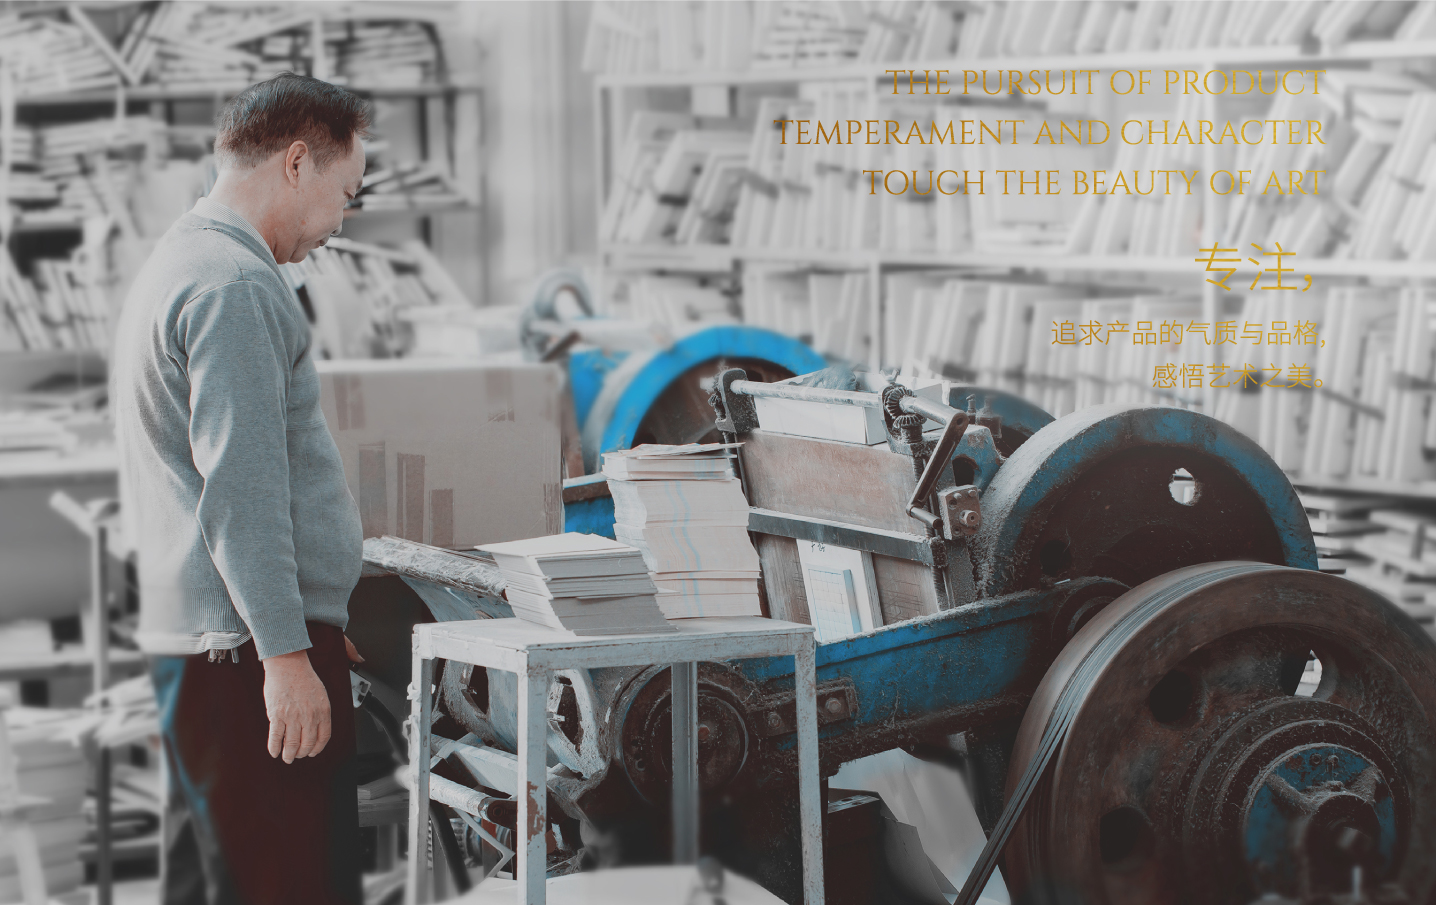 THE PURSUIT OF PRODUCT
TEMPERAMENT AND CHARACTER
TOUCH THE BEAUTY OF ART
专注，
追求产品的气质与品格，
感悟艺术之美。